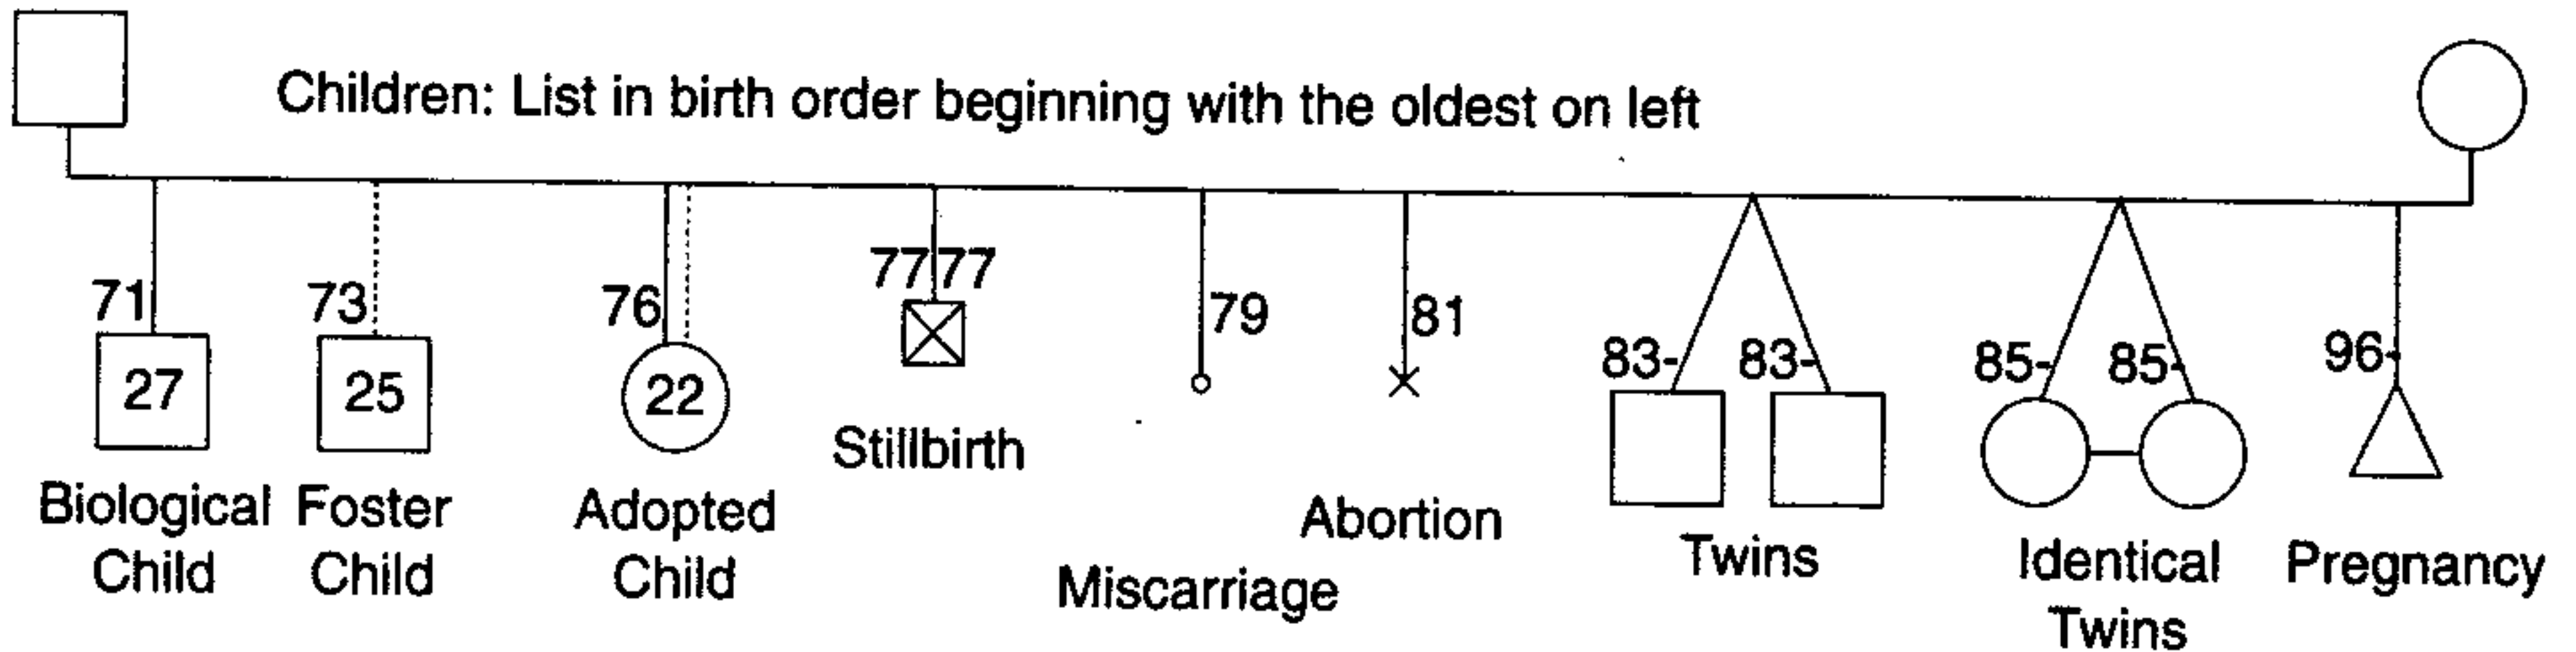 Children: List in birth order beginning with the oldest on left
71
73
76
77 77
79
81
83-
83-
85-
85-
96-
27
25
22
Biological
Child
Foster
Child
Adopted
Child
Stillbirth
Miscarriage
Abortion
Twins
Identical
Twins
Pregnancy